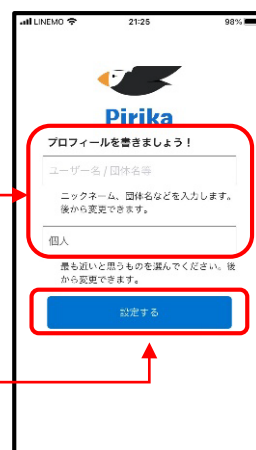 LINEMO 21:25 98%
Pirika
プロフィールを書きましょう！
ユーザー名 / 団体名等
ニックネーム、団体名などを入力します。
後から変更できます。
個人
最も近いと思うものを選んでください。後
から変更できます。
設定する